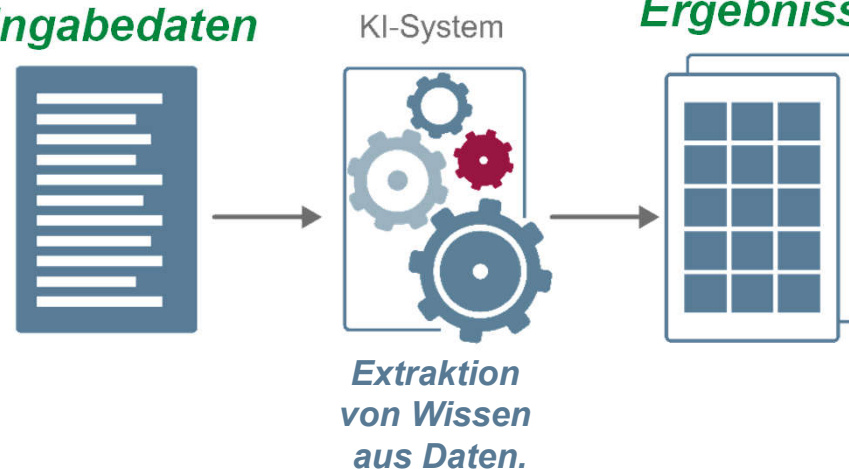 ingabedaten
KI-System
Ergebniss
Extraktion
von Wissen
aus Daten.